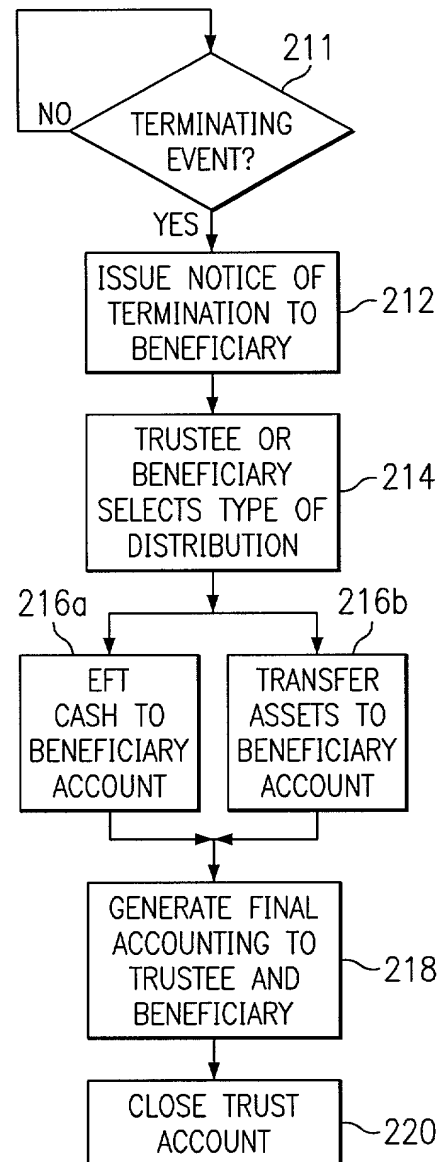 211
NO
TERMINATING
EVENT?
YES
ISSUE NOTICE OF
TERMINATION TO
BENEFICIARY
212
TRUSTEE OR
BENEFICIARY
SELECTS TYPE OF
DISTRIBUTION
214
216a
216b
EFT
CASH TO
BENEFICIARY
ACCOUNT
TRANSFER
ASSETS TO
BENEFICIARY
ACCOUNT
GENERATE FINAL
ACCOUNTING TO
TRUSTEE AND
BENEFICIARY
218
CLOSE TRUST
ACCOUNT
220